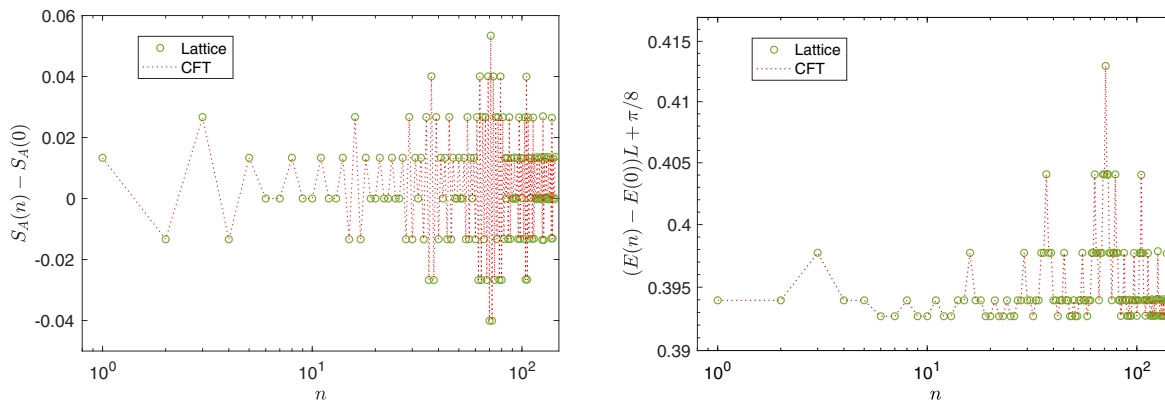 0.06
0.04
0.02
0
-0.02
-0.04
S_A(n) − S_A(0)
Lattice
CFT
10^0
10^1
10^2
n
0.415
0.41
0.405
0.4
0.395
0.39
(E(n) − E(0))L + π/8
Lattice
CFT
10^0
10^1
10^2
n